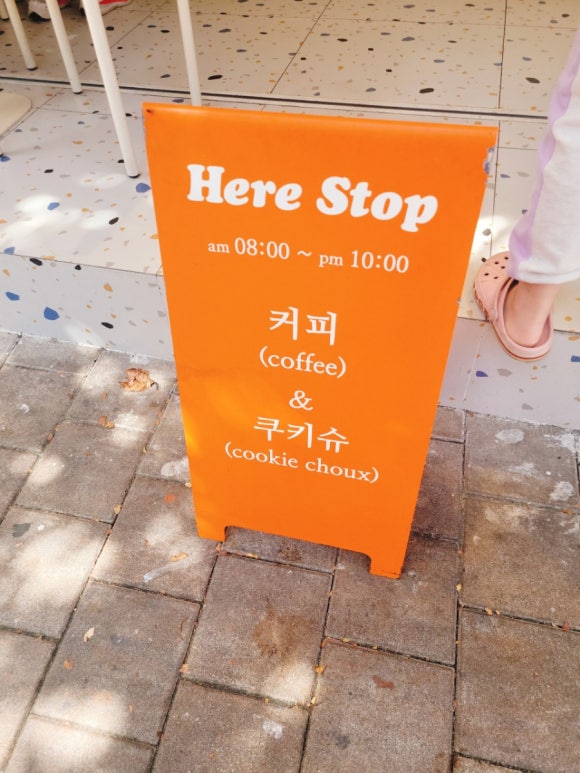 Here Stop
am 08:00 ~ pm 10:00
커피
(coffee)
&
쿠키슈
(cookie choux)